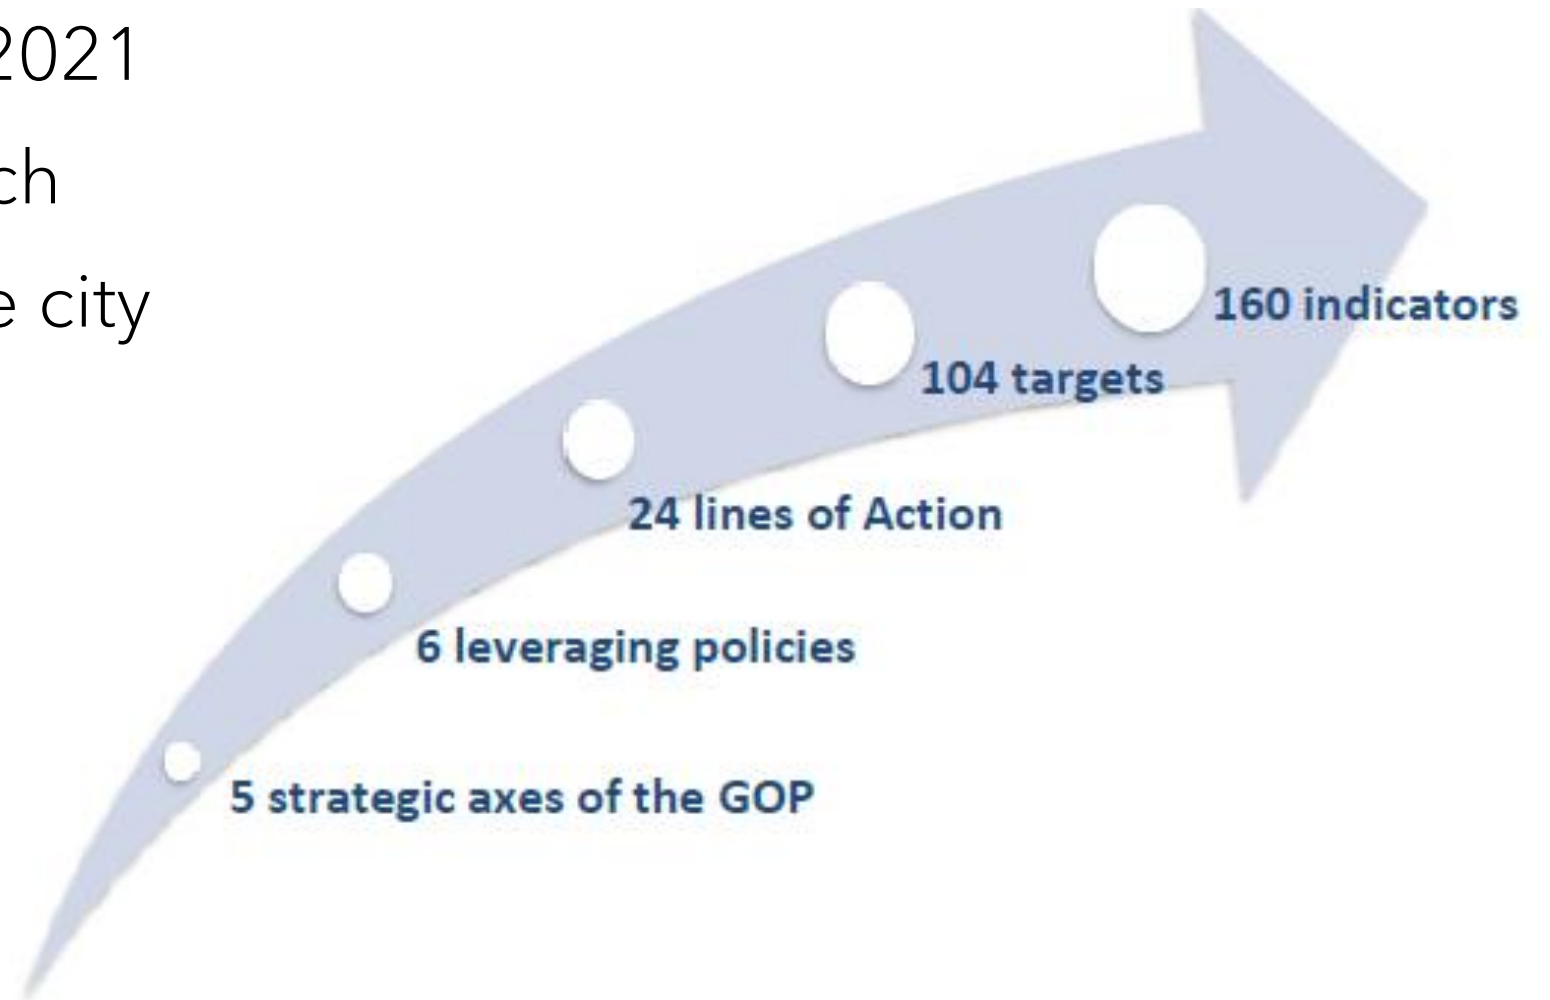 2021
ch
e city
160 indicators
104 targets
24 lines of Action
6 leveraging policies
5 strategic axes of the GOP